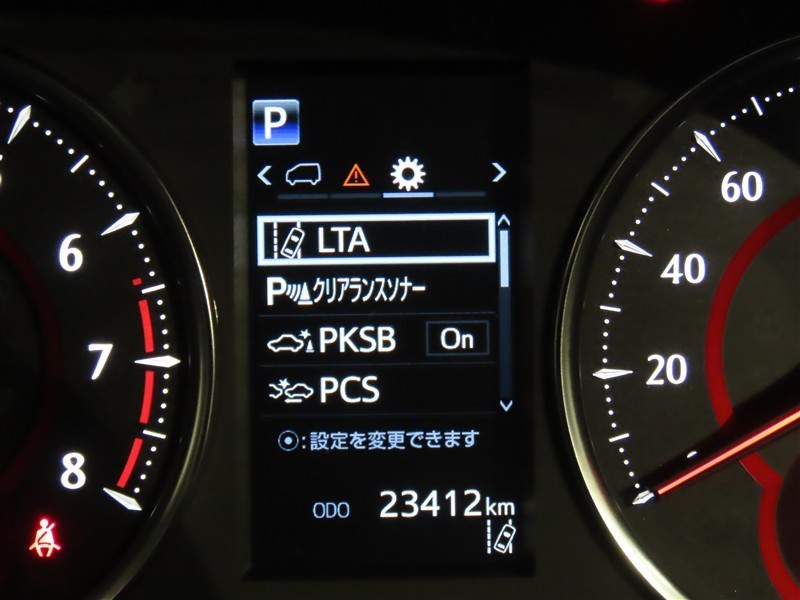 P
LTA
Pクリアランスソナー
PKSB On
PCS
:設定を変更できます
ODO 23412km
6
7
8
60
40
20